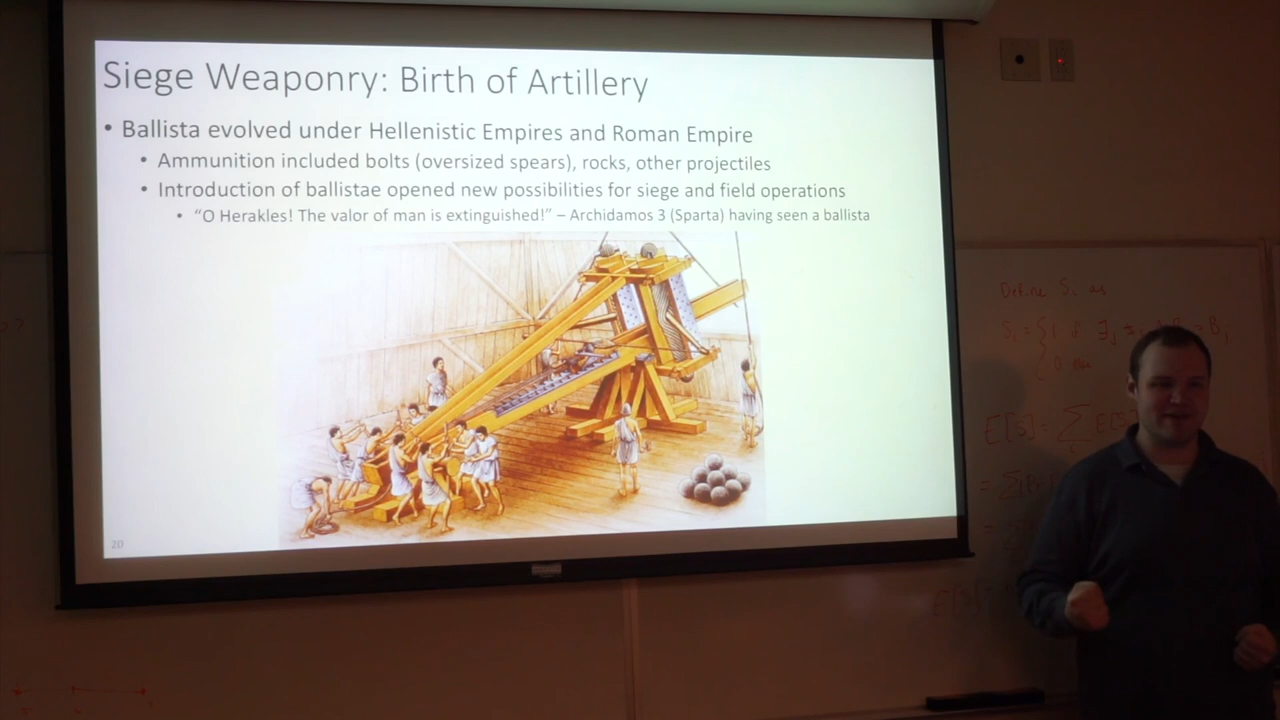 Siege Weaponry: Birth of Artillery
• Ballista evolved under Hellenistic Empires and Roman Empire
• Ammunition included bolts (oversized spears), rocks, other projectiles
• Introduction of ballistae opened new possibilities for siege and field operations
• “O Herakles! The valor of man is extinguished!” – Archidamos 3 (Sparta) having seen a ballista
20
Define Si as